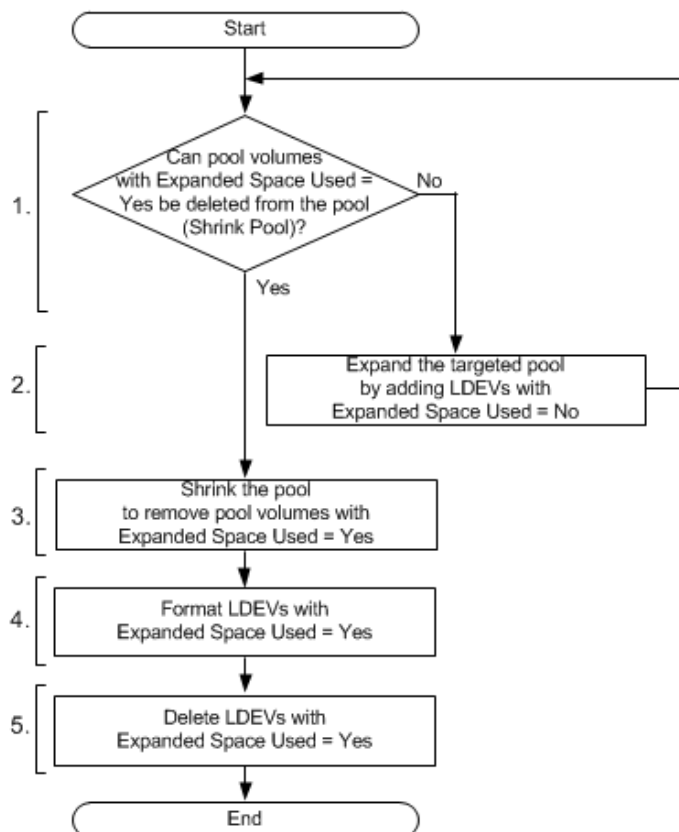 Start
1.
Can pool volumes
with Expanded Space Used =
Yes be deleted from the pool
(Shrink Pool)?
No
Yes
2.
Expand the targeted pool
by adding LDEVs with
Expanded Space Used = No
3.
Shrink the pool
to remove pool volumes with
Expanded Space Used = Yes
4.
Format LDEVs with
Expanded Space Used = Yes
5.
Delete LDEVs with
Expanded Space Used = Yes
End